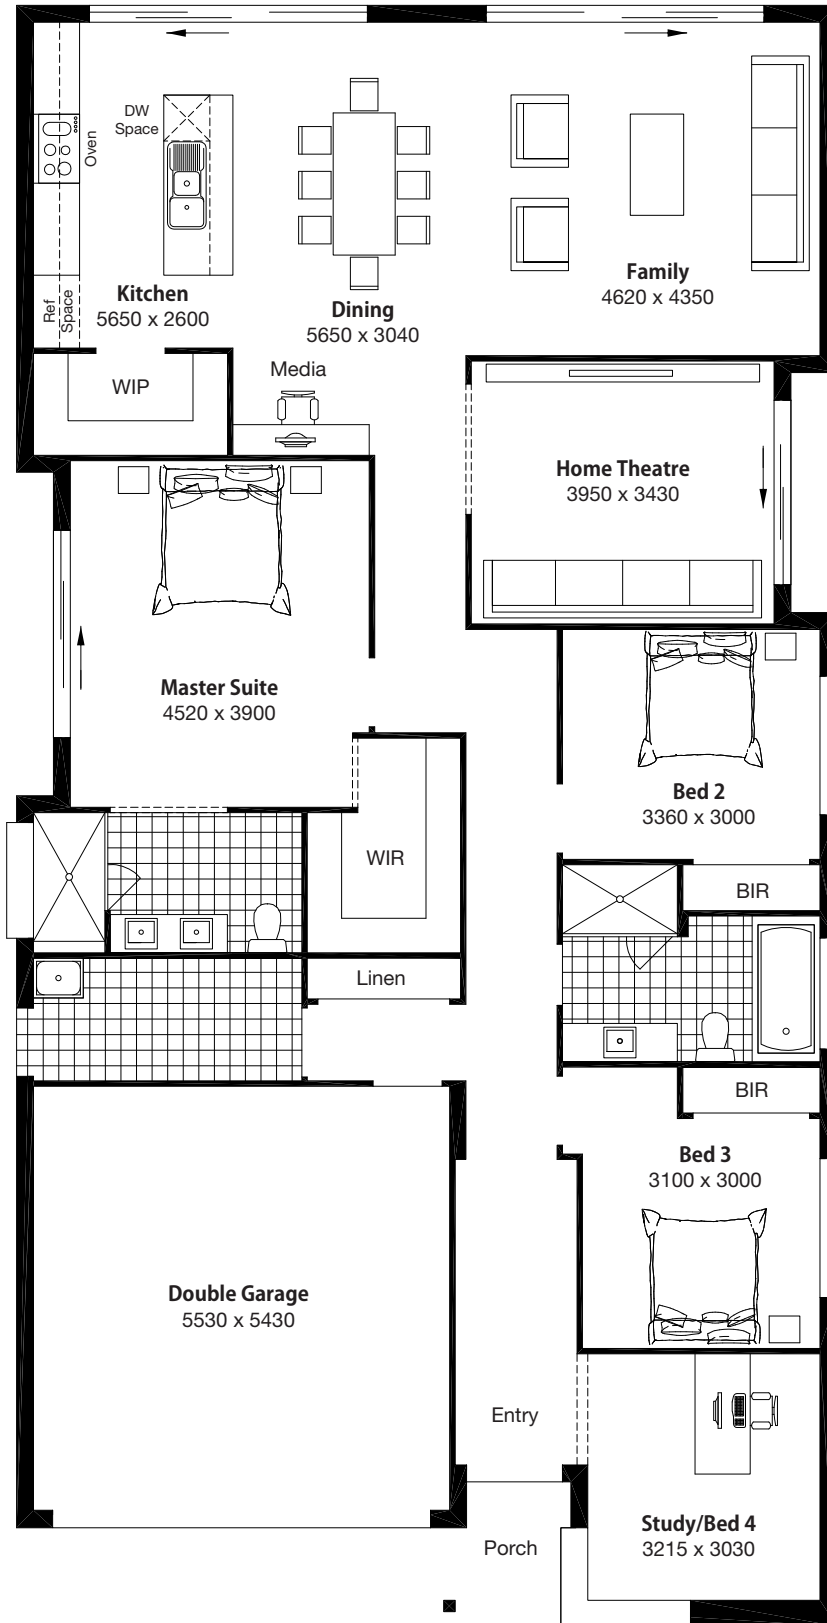 DW
Space
Oven
Ref
Space
Kitchen
5650 x 2600
Dining
5650 x 3040
Family
4620 x 4350
Media
WIP
Home Theatre
3950 x 3430
Master Suite
4520 x 3900
Bed 2
3360 x 3000
WIR
BIR
Linen
BIR
Bed 3
3100 x 3000
Double Garage
5530 x 5430
Entry
Study/Bed 4
3215 x 3030
Porch